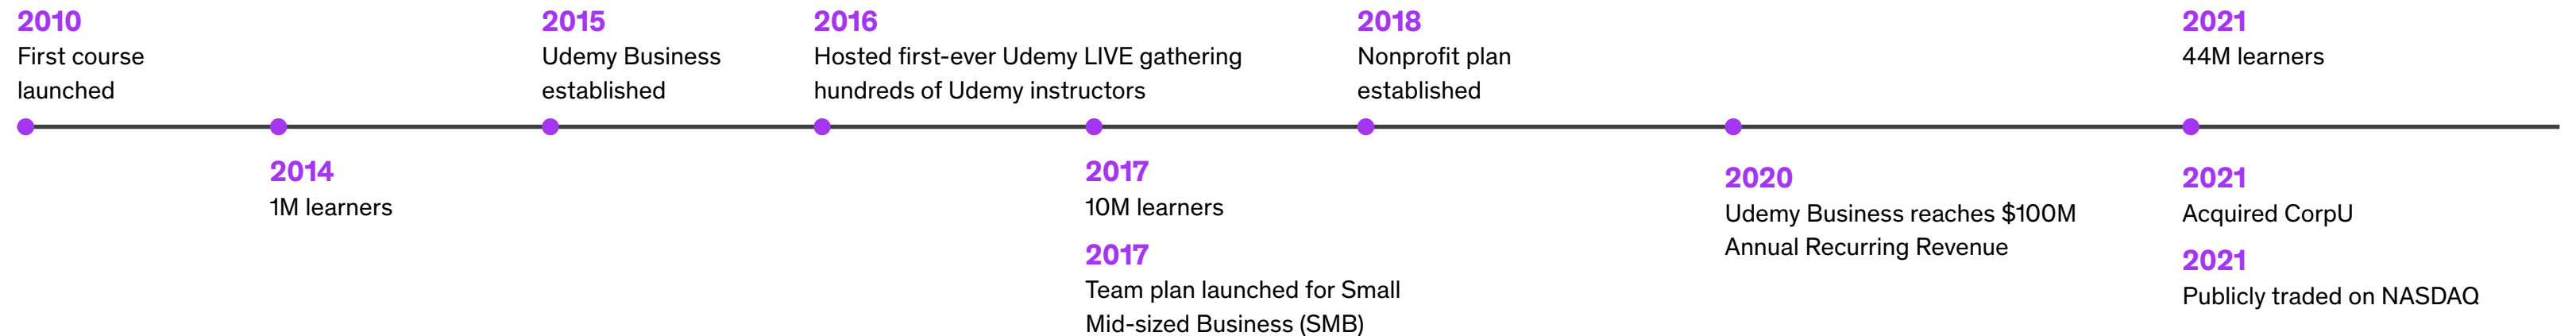 2010
First course
launched
2014
1M learners
2015
Udemy Business
established
2016
Hosted first-ever Udemy LIVE gathering
hundreds of Udemy instructors
2017
10M learners
2017
Team plan launched for Small
Mid-sized Business (SMB)
2018
Nonprofit plan
established
2020
Udemy Business reaches $100M
Annual Recurring Revenue
2021
44M learners
2021
Acquired CorpU
2021
Publicly traded on NASDAQ